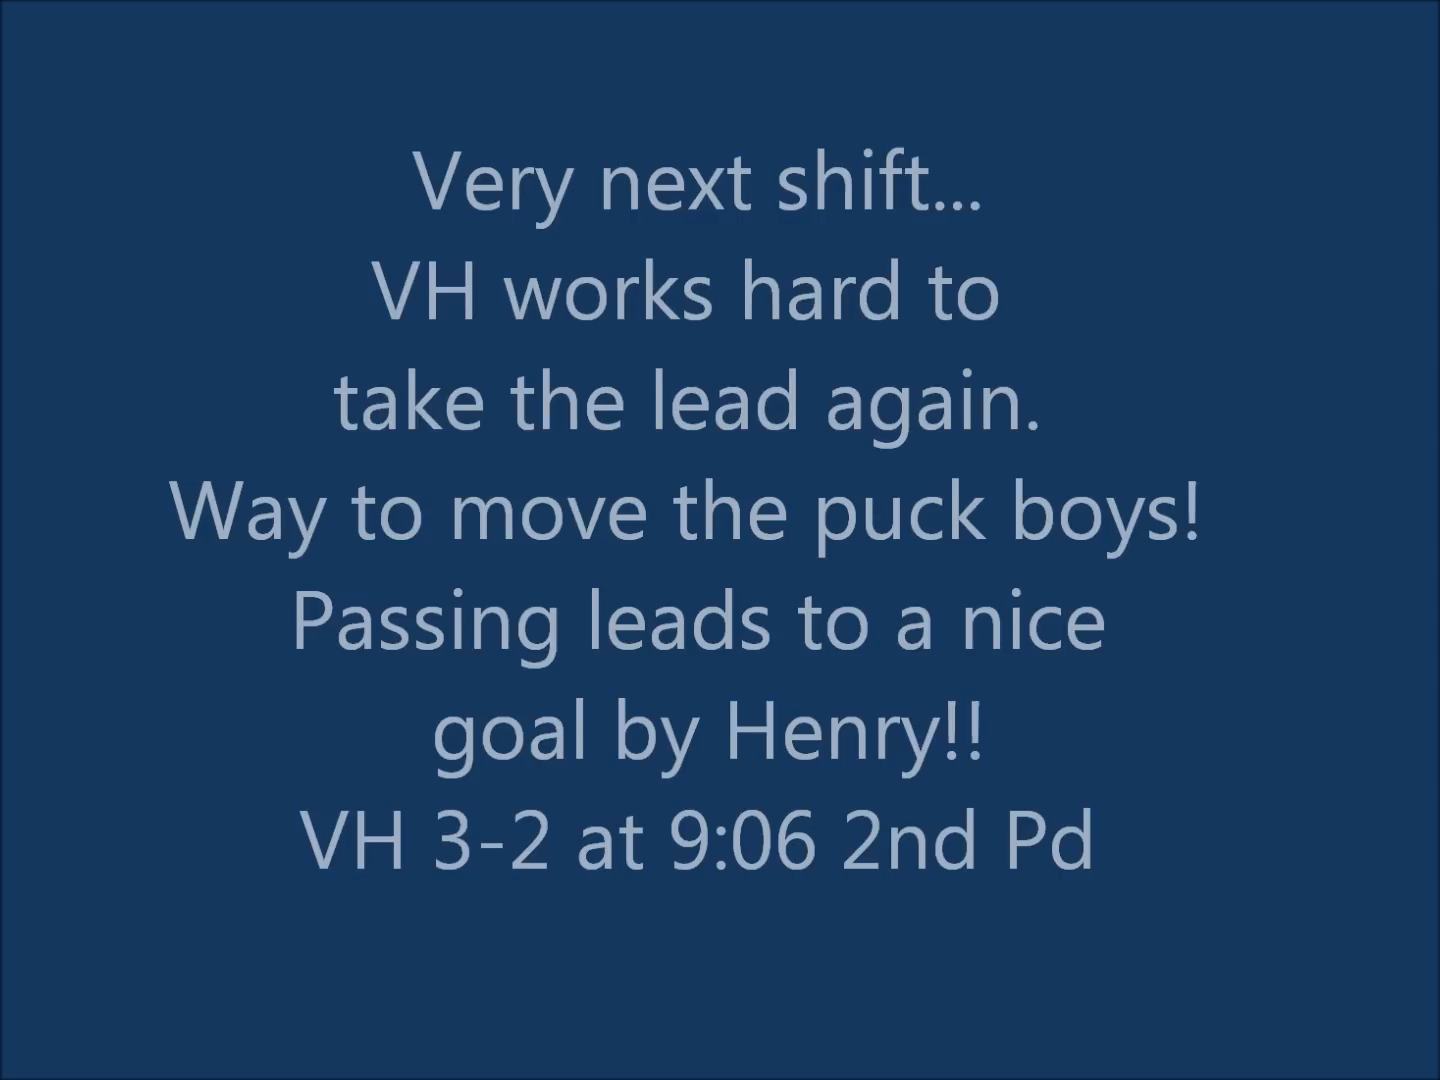 Very next shift...
VH works hard to
take the lead again.
Way to move the puck boys!
Passing leads to a nice
goal by Henry!!
VH 3-2 at 9:06 2nd Pd